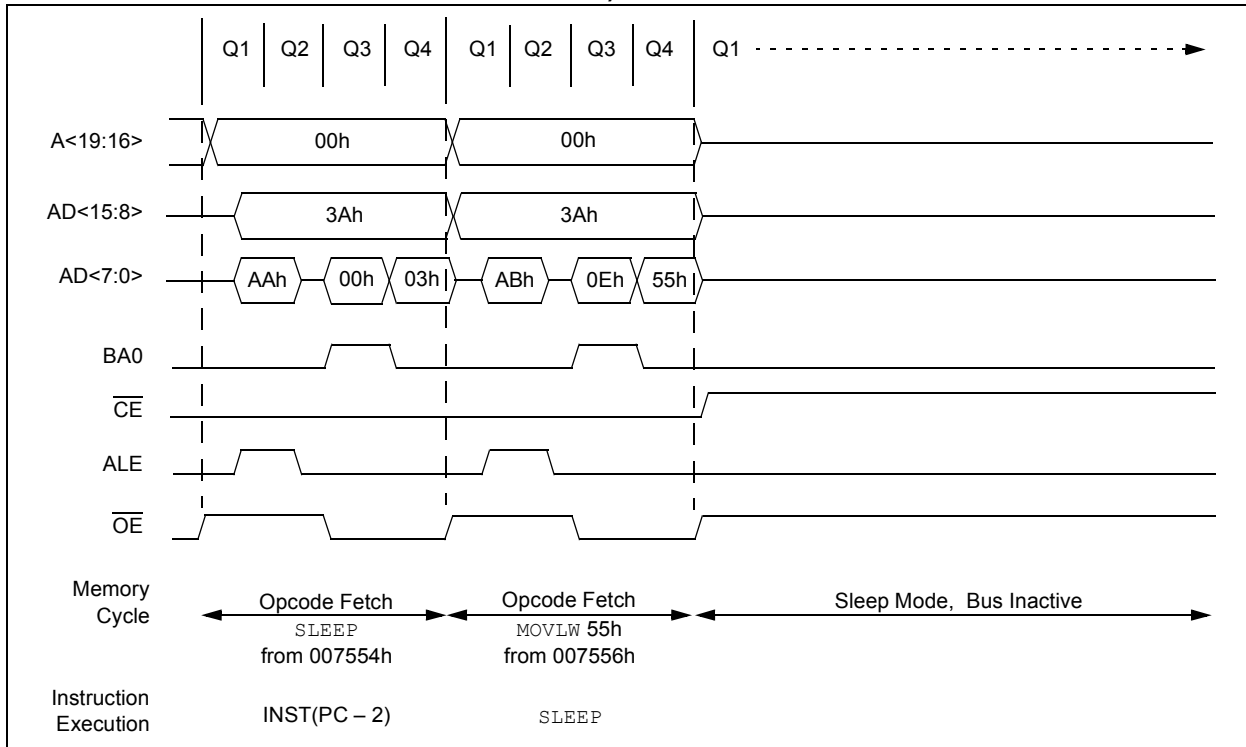 Q1 Q2 Q3 Q4 Q1 Q2 Q3 Q4 Q1
A<19:16> 00h 00h
AD<15:8> 3Ah 3Ah
AD<7:0> AAh 00h 03h ABh 0Eh 55h
BA0
CE
ALE
OE
Memory
Cycle
Opcode Fetch
SLEEP
from 007554h
Opcode Fetch
MOVLW 55h
from 007556h
Sleep Mode, Bus Inactive
Instruction
Execution
INST(PC – 2) SLEEP